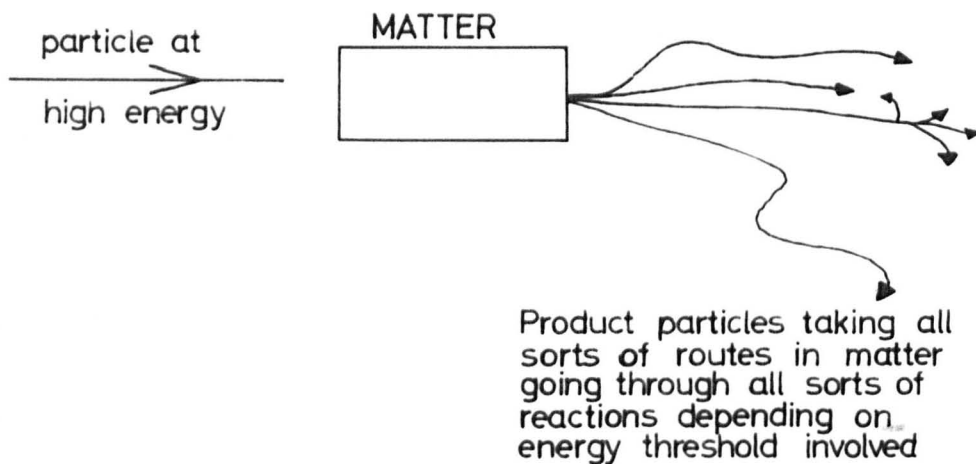 particle at
high energy
MATTER
Product particles taking all
sorts of routes in matter
going through all sorts of
reactions depending on
energy threshold involved